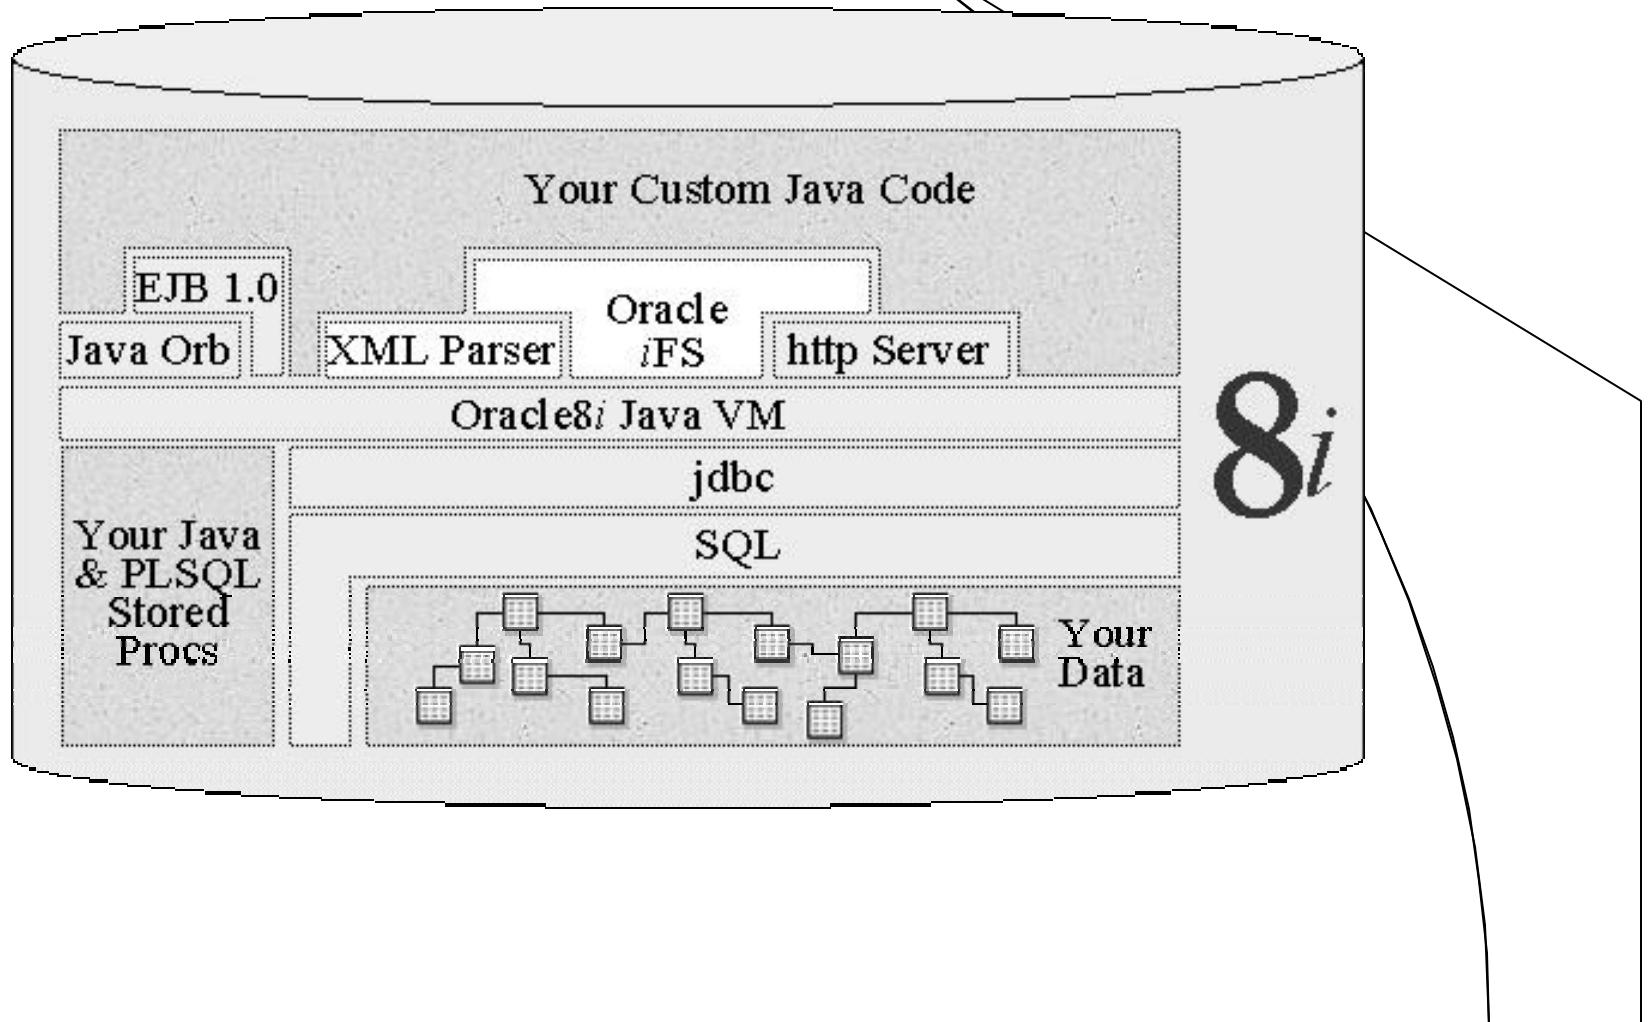 Your Custom Java Code
EJB 1.0
Oracle
Java Orb
XML Parser
iFS
http Server
Oracle8i Java VM
8i
jdbc
Your Java
& PLSQL
Stored
Procs
SQL
Your
Data